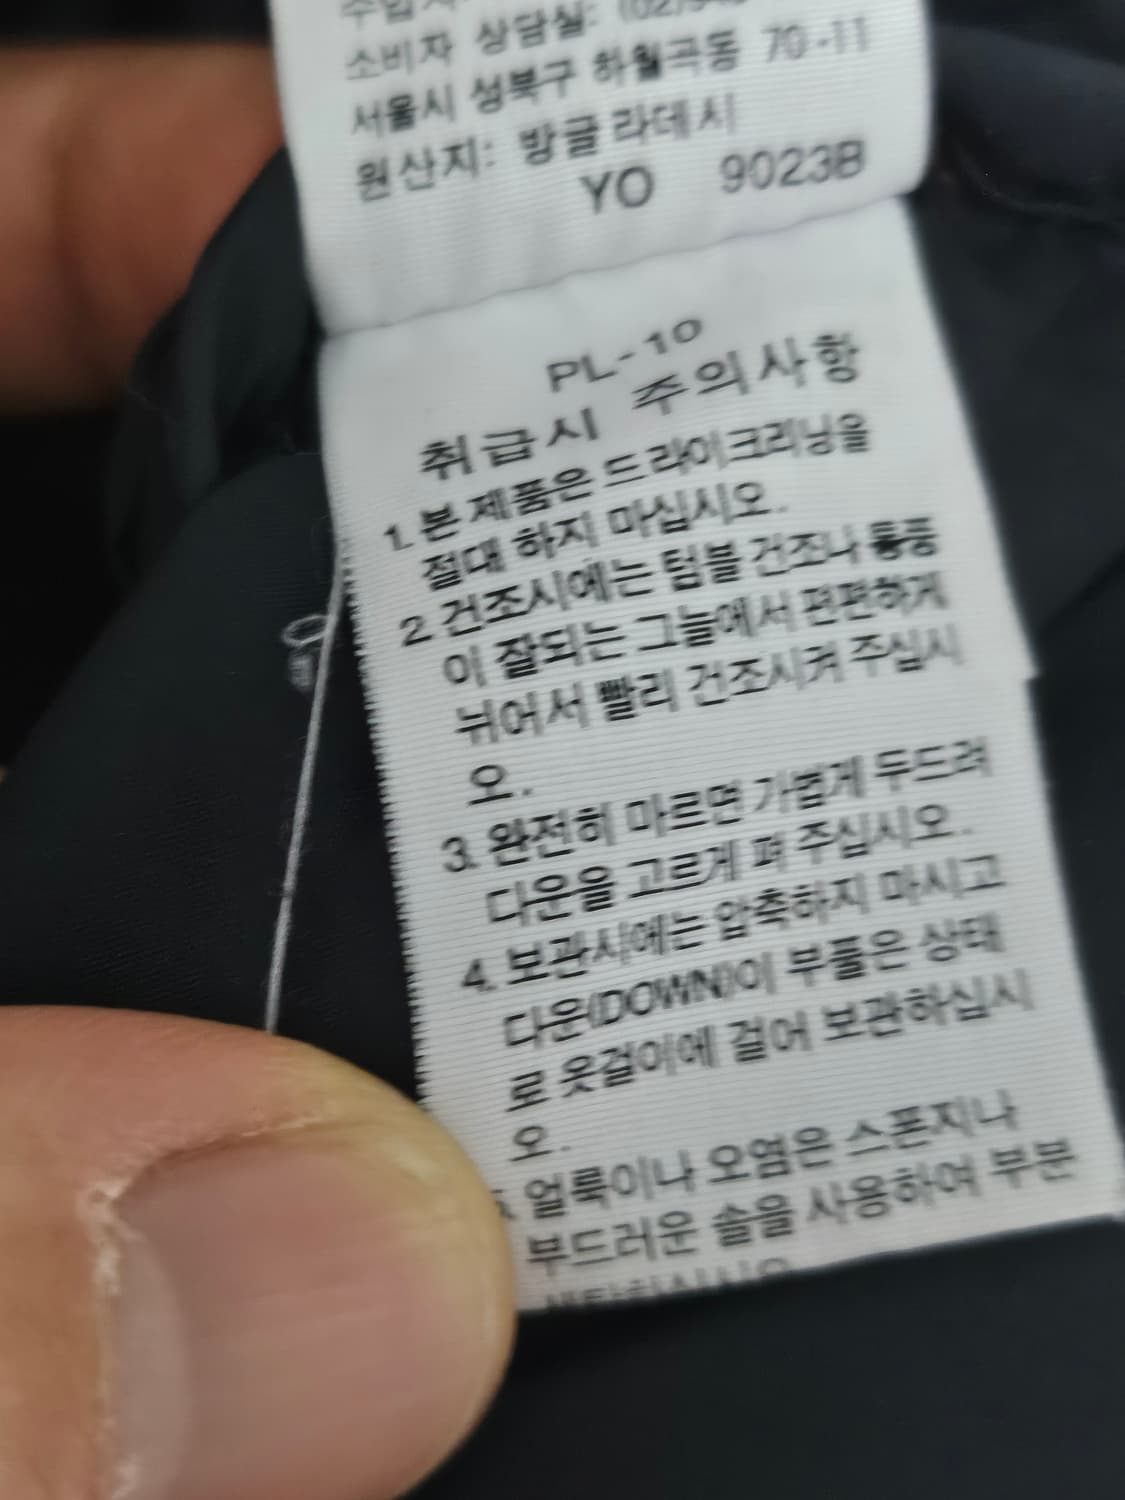 소비자 상담실: (02)
서울시 성북구 하월곡동 70-11
원산지: 방글라데시
YO 9023B
PL-10
취급시 주의사항
1. 본 제품은 드라이크리닝을
절대 하지 마십시오.
2. 건조시에는 텀블 건조나 통풍
이 잘되는 그늘에서 편편하게
뉘어서 빨리 건조시켜 주십시
오.
3. 완전히 마르면 가볍게 두드려
다운을 고르게 펴 주십시오.
4. 보관시에는 압축하지 마시고
다운(DOWN)이 부풀은 상태
로 옷걸이에 걸어 보관하십시
오.
5. 얼룩이나 오염은 스폰지나
부드러운 솔을 사용하여 부분